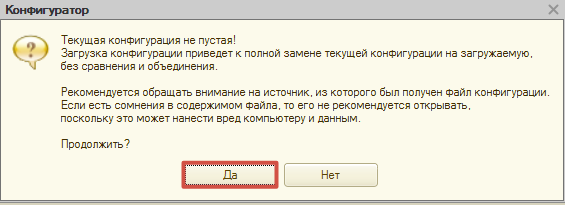 Конфигуратор
Текущая конфигурация не пустая!
Загрузка конфигурации приведет к полной замене текущей конфигурации на загружаемую,
без сравнения и объединения.
Рекомендуется обращать внимание на источник, из которого был получен файл конфигурации.
Если есть сомнения в содержимом файла, то его не рекомендуется открывать,
поскольку это может нанести вред компьютеру и данным.
Продолжить?
Да Нет